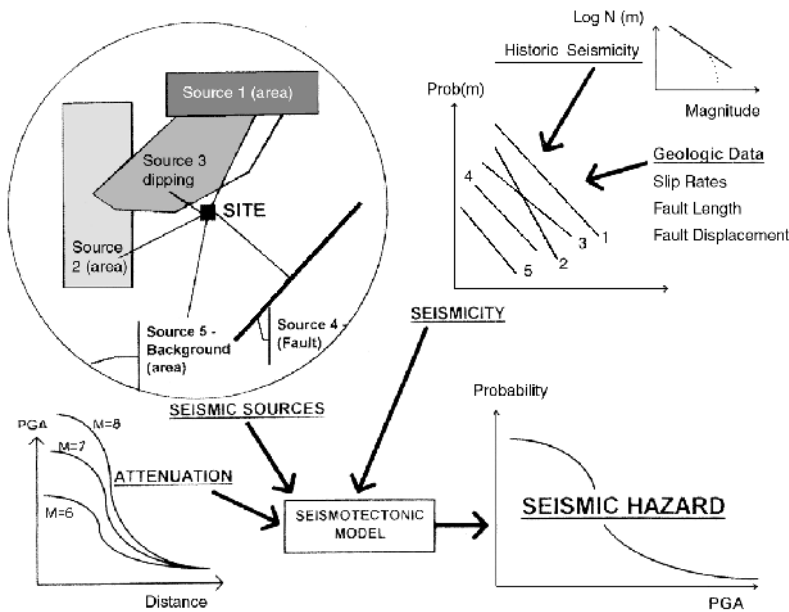 Log N (m)
Historic Seismicity
Magnitude
Source 1 (area)
Source 3
dipping
SITE
Source
2 (area)
Source 5 -
Background
(area)
Source 4 -
(Fault)
Prob(m)
4
5
2
3
1
Geologic Data
Slip Rates
Fault Length
Fault Displacement
SEISMICITY
SEISMIC SOURCES
PGA
M=8
M=7
M=6
ATTENUATION
Distance
SEISMOTECTONIC
MODEL
Probability
SEISMIC HAZARD
PGA